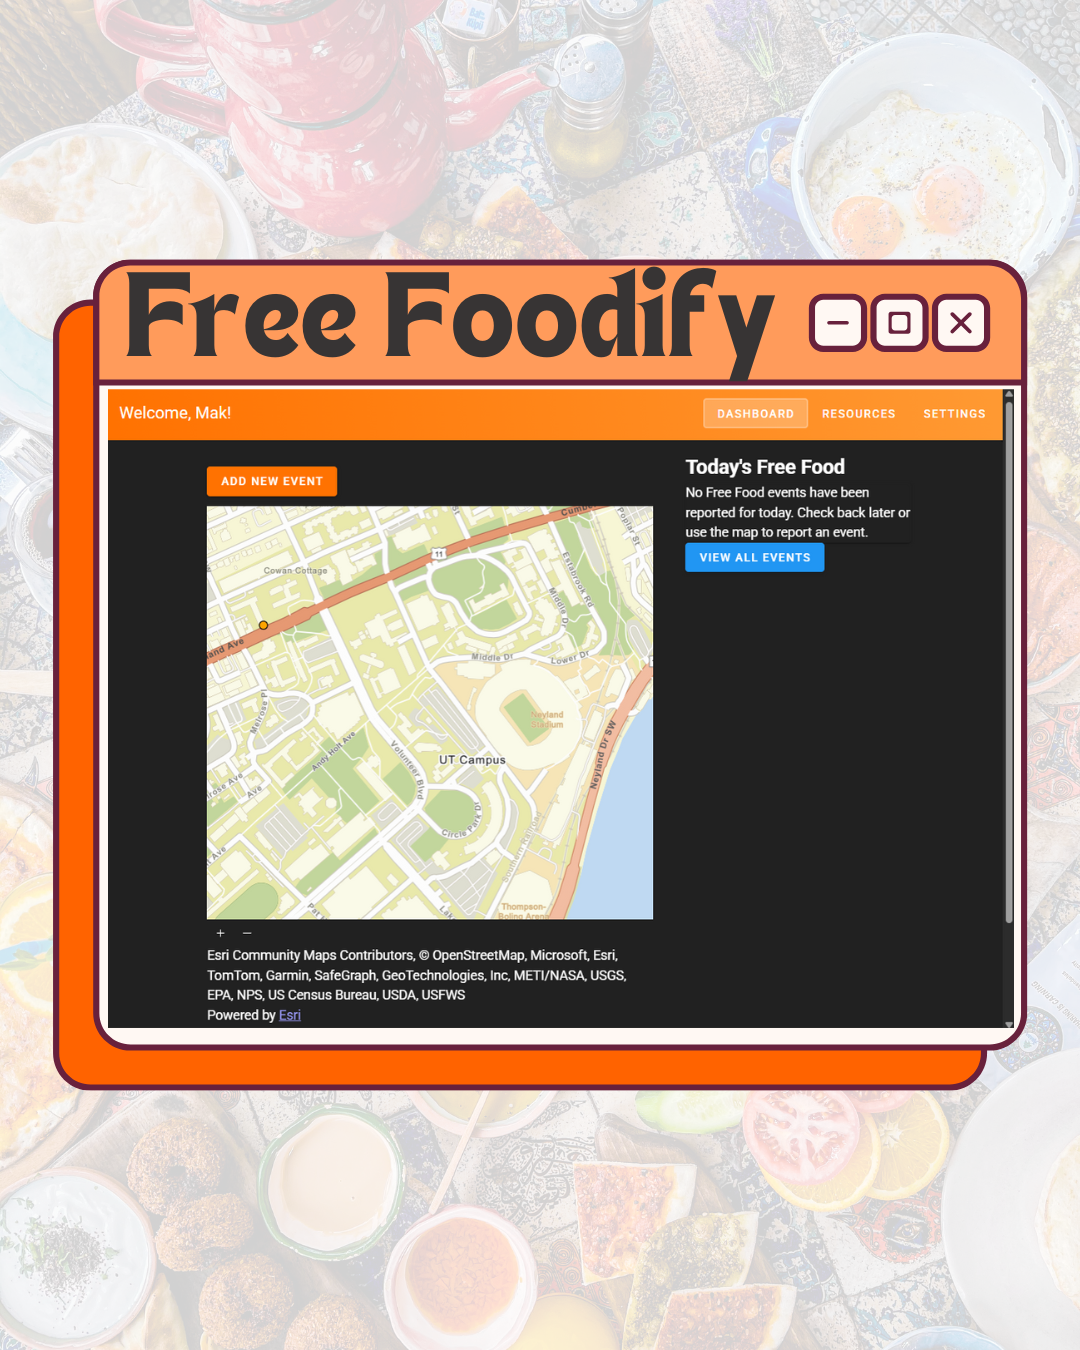 Free Foodify
Welcome, Mak!
DASHBOARD
RESOURCES
SETTINGS
ADD NEW EVENT
Today's Free Food
No Free Food events have been
reported for today. Check back later or
use the map to report an event.
VIEW ALL EVENTS
St
Poplar St
11
Cowan Cottage
Estabrook Rd
Middle Dr
and Ave
Middle Dr
Lower Dr
Melrose Pl
Neyland
Stadium
Andy Holt Ave
Volunteer Blvd
UT Campus
Neyland Dr SW
rose Ave
Ave
Circle Park Dr
Ave
Thompson-
Boling Arena
+ −
Esri Community Maps Contributors, © OpenStreetMap, Microsoft, Esri,
TomTom, Garmin, SafeGraph, GeoTechnologies, Inc, METI/NASA, USGS,
EPA, NPS, US Census Bureau, USDA, USFWS
Powered by Esri